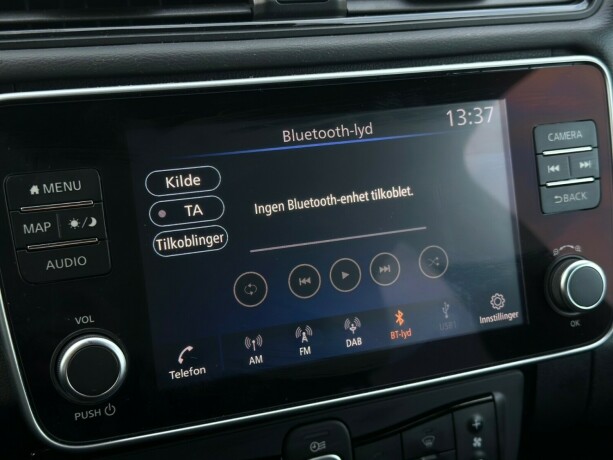 13:37
Bluetooth-lyd
CAMERA
MENU
Kilde
TA
Ingen Bluetooth-enhet tilkoblet.
BACK
MAP
Tilkoblinger
AUDIO
VOL
OK
AM
FM
DAB
BT-lyd
USB1
Innstillinger
Telefon
PUSH